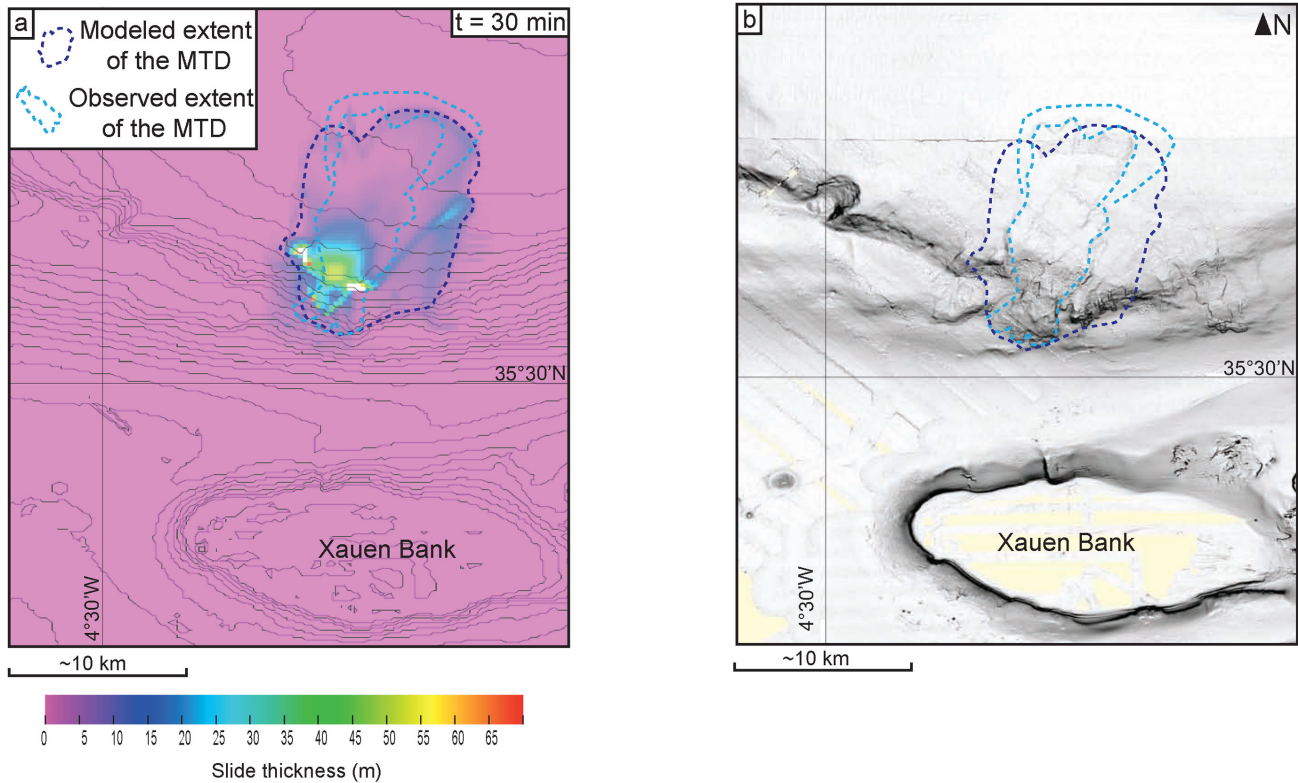 a
t = 30 min
Modeled extent
of the MTD
Observed extent
of the MTD
35°30'N
Xauen Bank
4°30'W
~10 km
0 5 10 15 20 25 30 35 40 45 50 55 60 65
Slide thickness (m)
b
N
35°30'N
Xauen Bank
4°30'W
~10 km